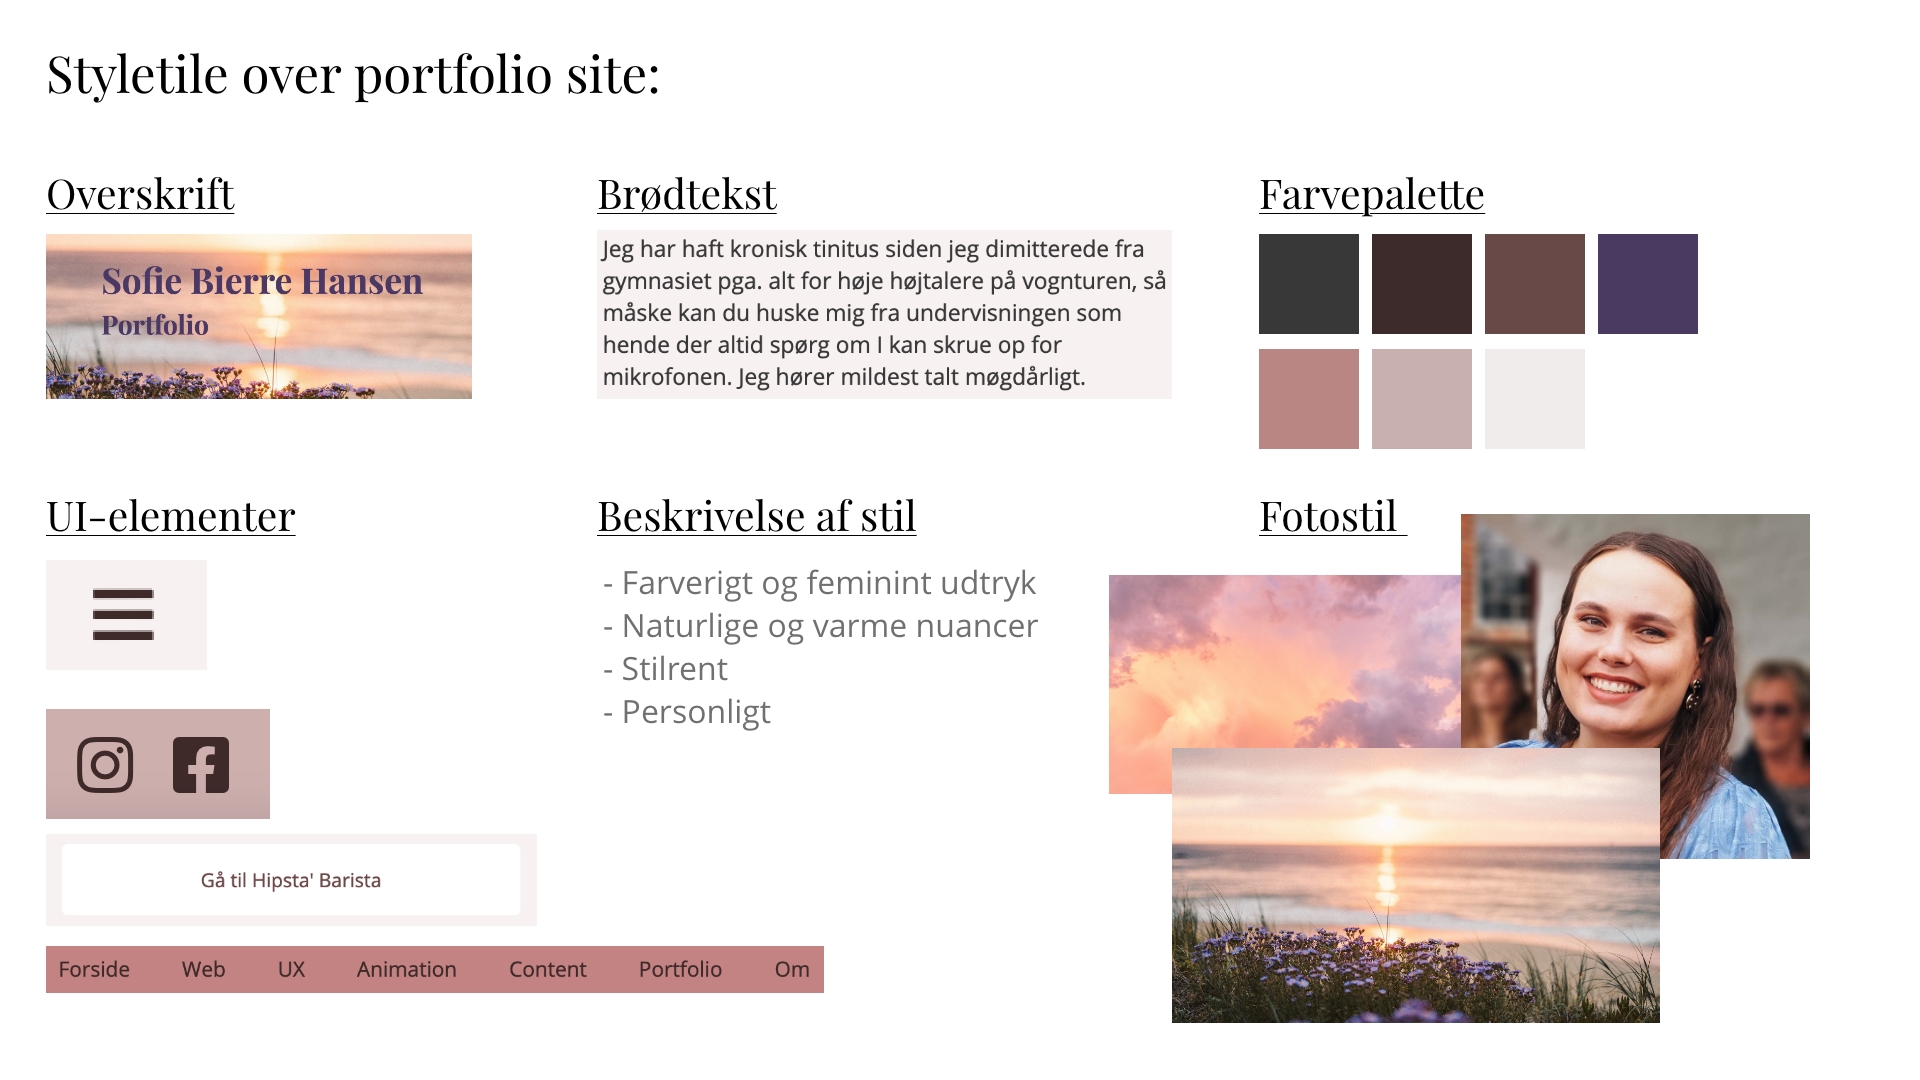 Styletile over portfolio site:
Overskrift
Sofie Bierre Hansen
Portfolio
Brødtekst
Jeg har haft kronisk tinitus siden jeg dimitterede fra
gymnasiet pga. alt for høje højtalere på vognturen, så
måske kan du huske mig fra undervisningen som
hende der altid spørg om I kan skrue op for
mikrofonen. Jeg hører mildest talt møgdårligt.
Farvepalette
UI-elementer
Gå til Hipsta' Barista
Forside Web UX Animation Content Portfolio Om
Beskrivelse af stil
- Farverigt og feminint udtryk
- Naturlige og varme nuancer
- Stilrent
- Personligt
Fotostil